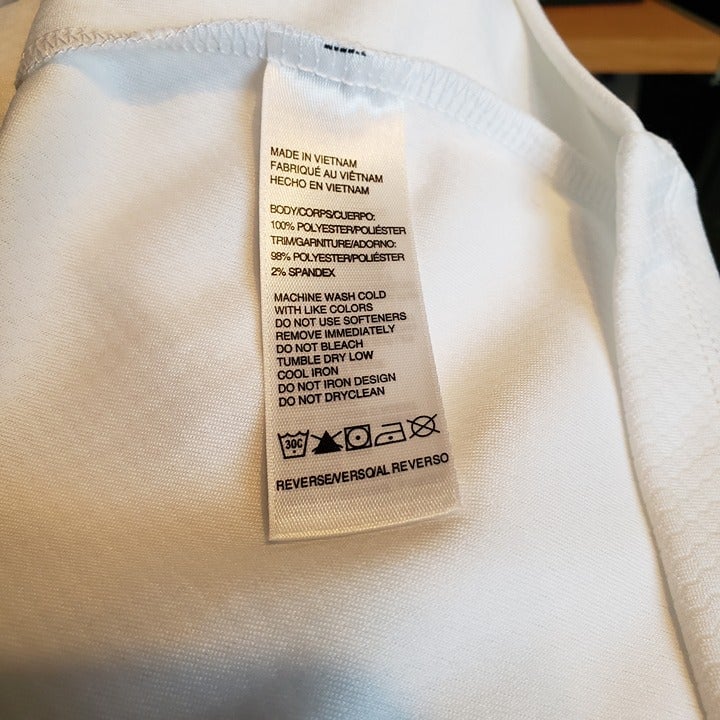 MADE IN VIETNAM
FABRIQUÉ AU VIÊTNAM
HECHO EN VIETNAM
BODY/CORPS/CUERPO:
100% POLYESTER/POLIÉSTER
TRIM/GARNITURE/ADORNO:
98% POLYESTER/POLIÉSTER
2% SPANDEX
MACHINE WASH COLD
WITH LIKE COLORS
DO NOT USE SOFTENERS
REMOVE IMMEDIATELY
DO NOT BLEACH
TUMBLE DRY LOW
COOL IRON
DO NOT IRON DESIGN
DO NOT DRYCLEAN
30C
REVERSE/VERSO/AL REVERSO